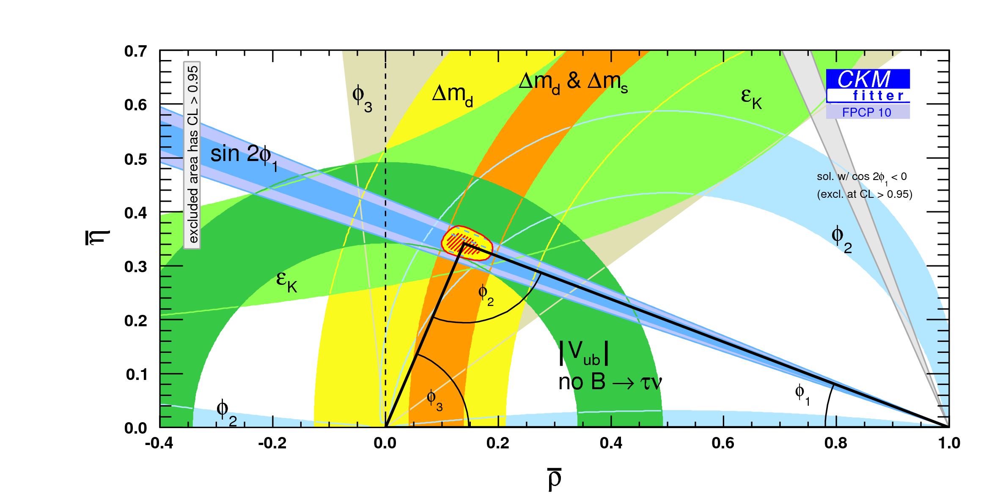 0.7
0.6
0.5
0.4
0.3
0.2
0.1
0.0
-0.4
-0.2
0.0
0.2
0.4
0.6
0.8
1.0
η̅
ρ̅
excluded area has CL > 0.95
ϕ3
Δmd
Δmd & Δms
εK
CKM
fitter
FPCP 10
sin 2ϕ1
sol. w/ cos 2ϕ1 < 0
(excl. at CL > 0.95)
ϕ2
εK
ϕ2
|Vub|
no B → τν
ϕ3
ϕ1
ϕ2